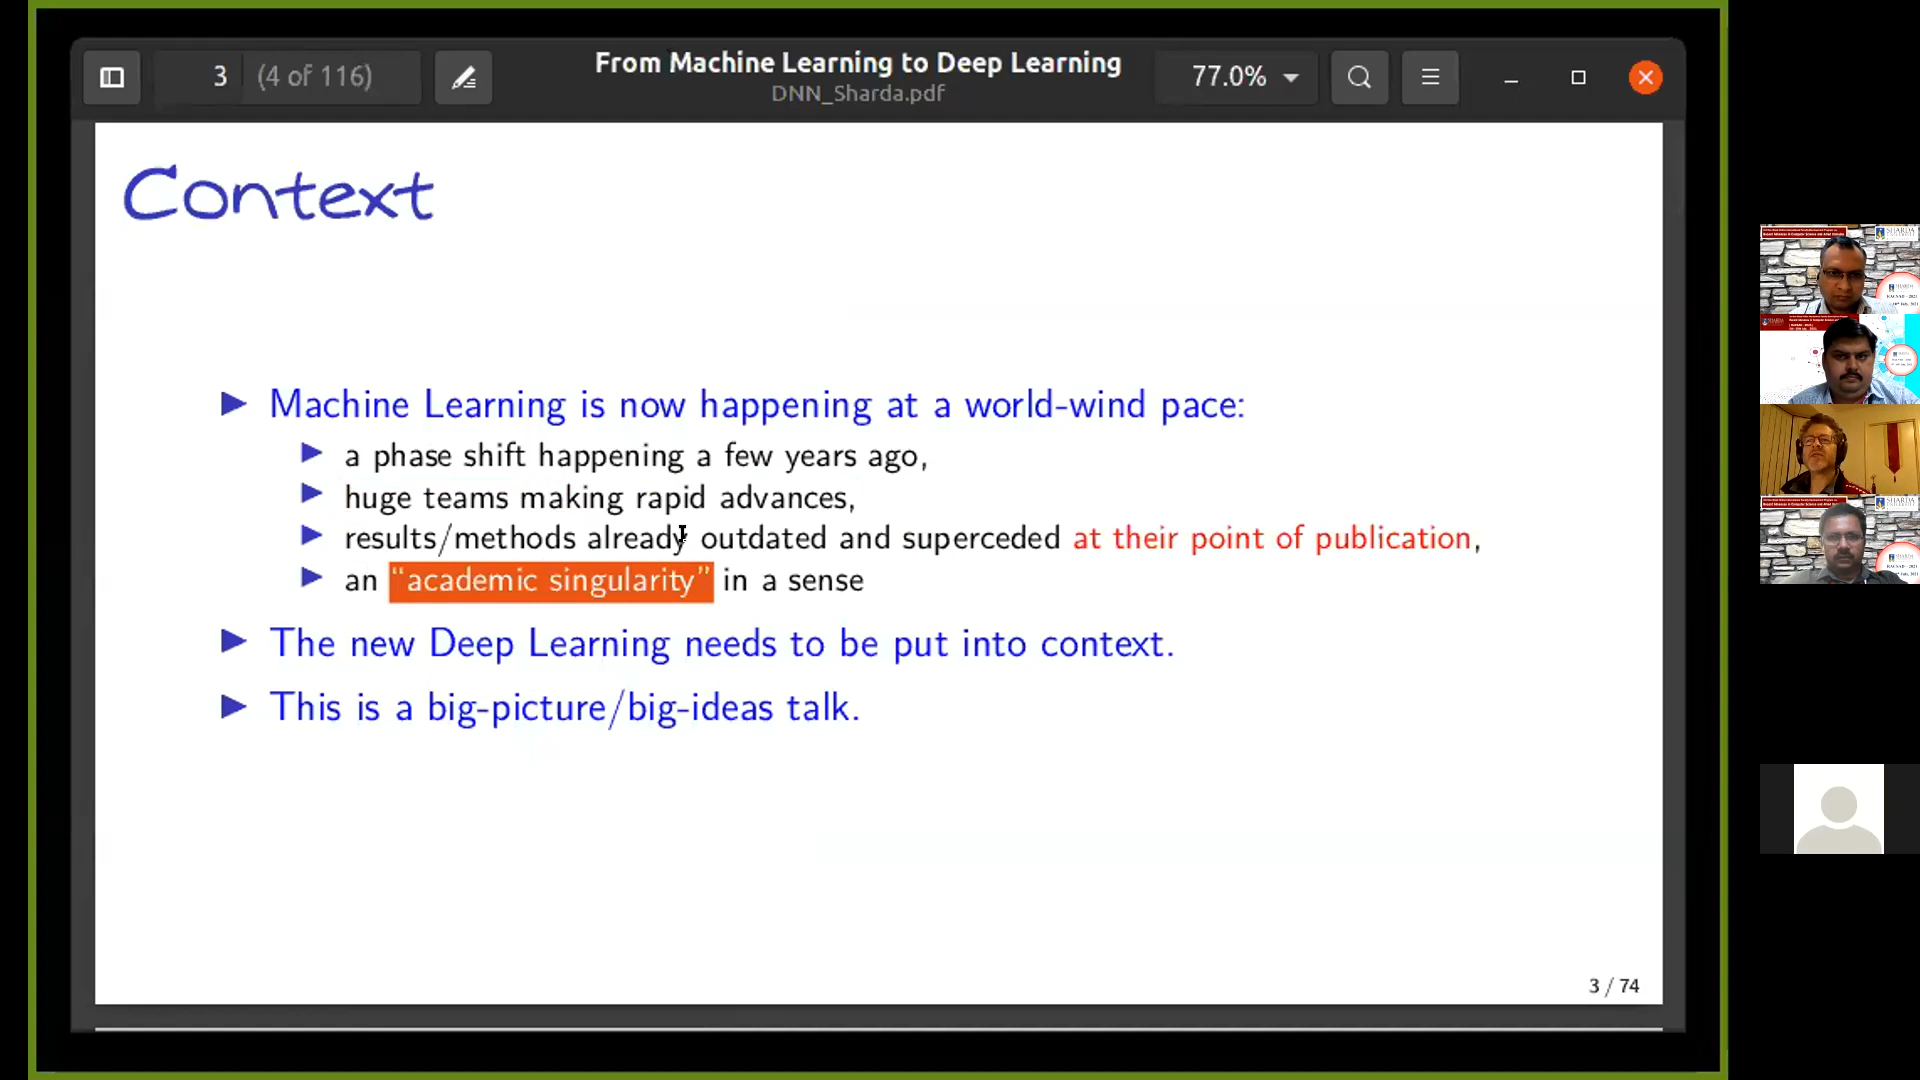 3 (4 of 116)
From Machine Learning to Deep Learning
DNN_Sharda.pdf
77.0%
Context
Machine Learning is now happening at a world-wind pace:
a phase shift happening a few years ago,
huge teams making rapid advances,
results/methods already outdated and superceded at their point of publication,
an “academic singularity” in a sense
The new Deep Learning needs to be put into context.
This is a big-picture/big-ideas talk.
3 / 74
SHARDA
SHARDA